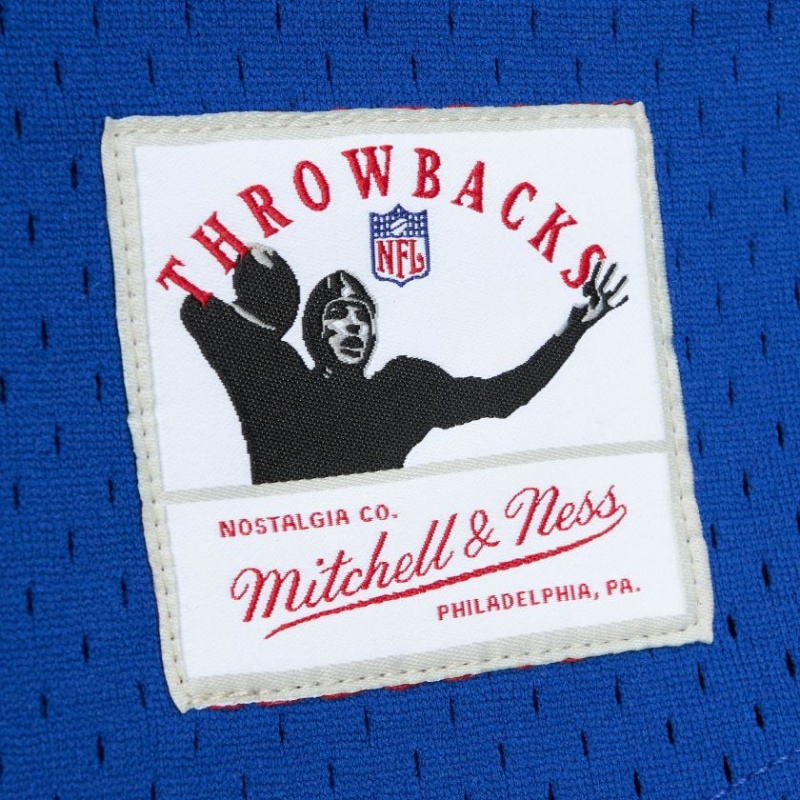 THROWBACKS
NFL
NOSTALGIA CO.
Mitchell & Ness
PHILADELPHIA, PA.